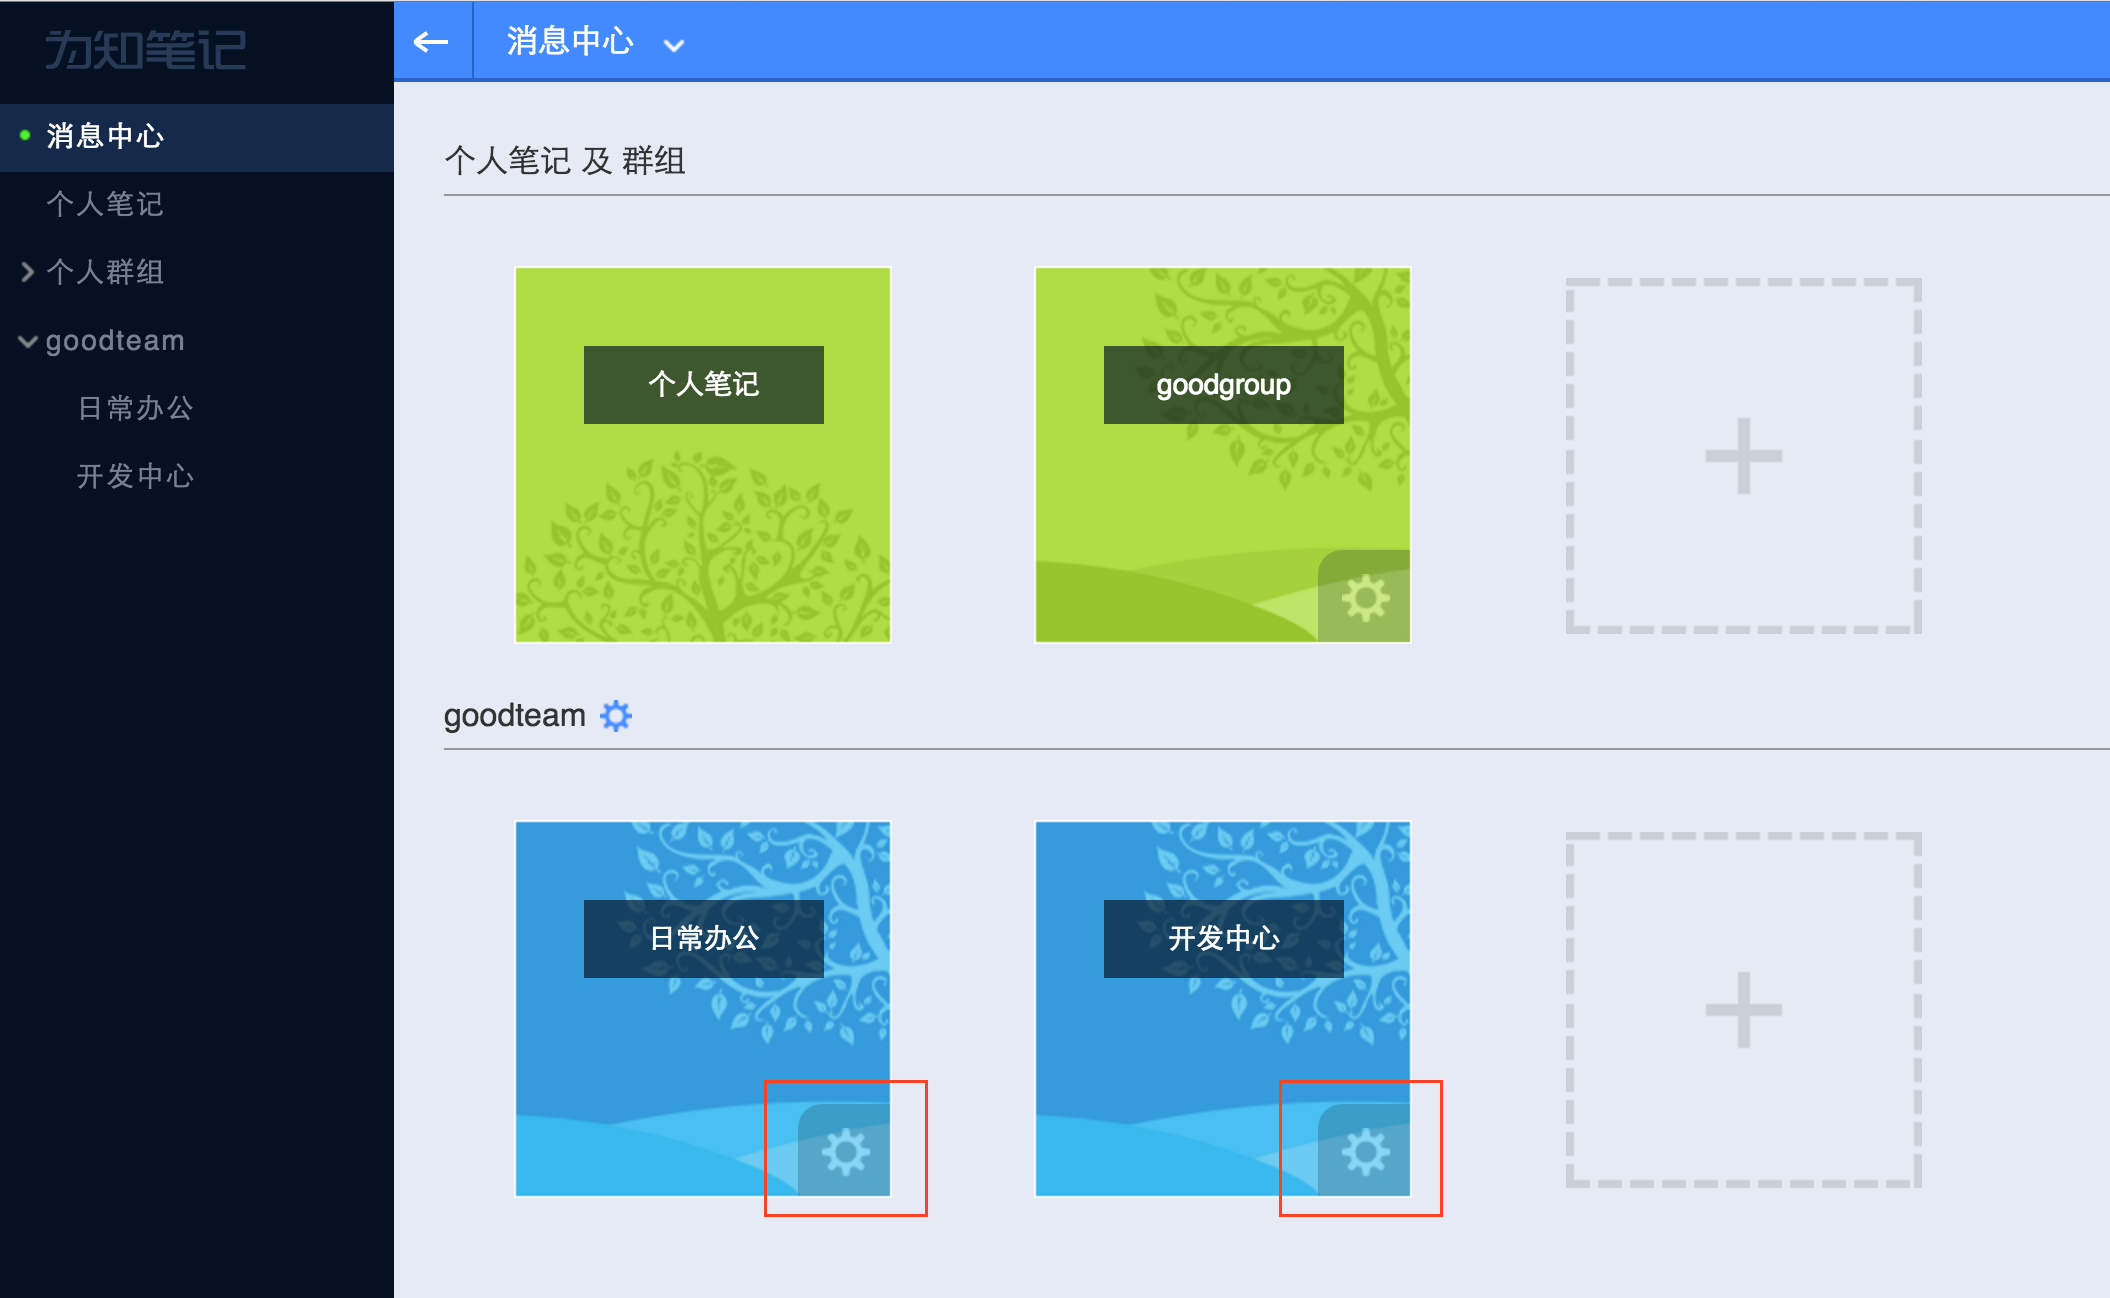 为知笔记
消息中心
个人笔记
个人群组
goodteam
日常办公
开发中心
消息中心
个人笔记 及 群组
个人笔记
goodgroup
goodteam
日常办公
开发中心